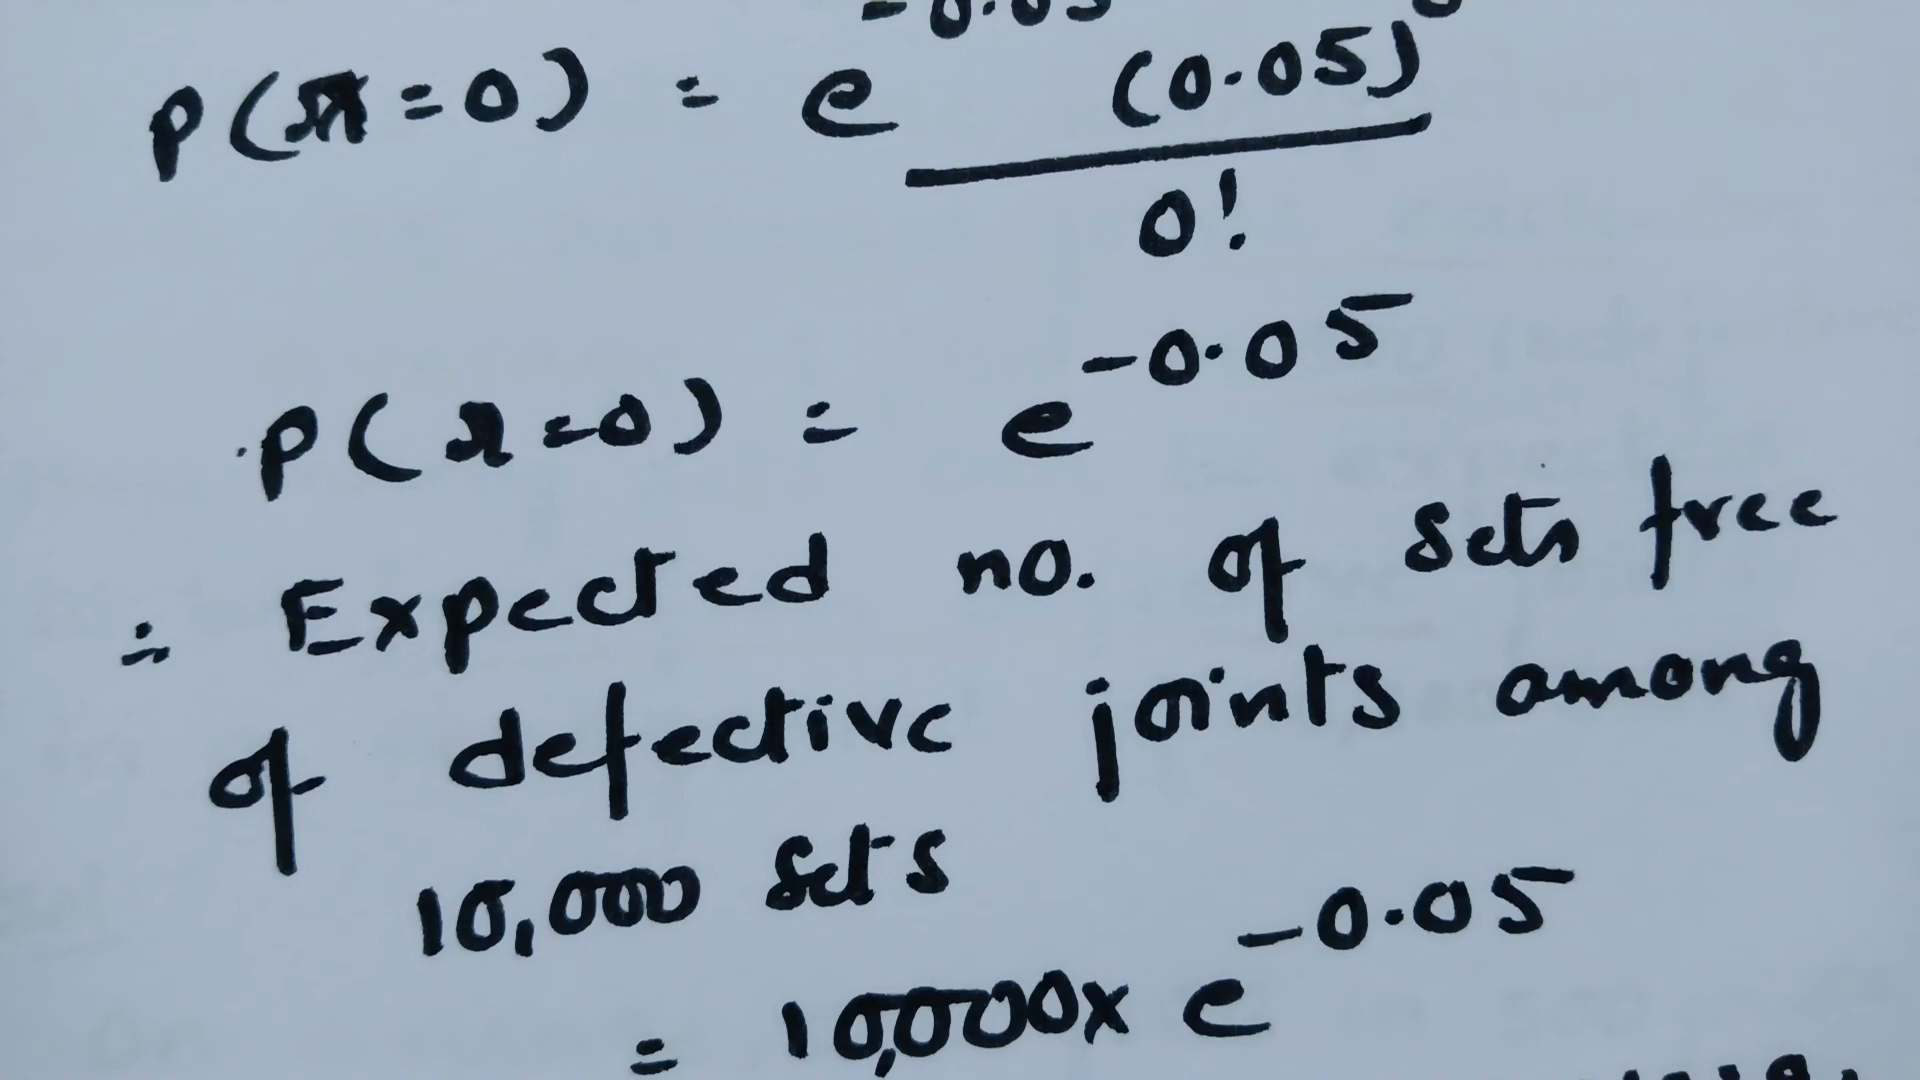 P(x=0) = e^-0.05 (0.05)^0
0!
P(x=0) = e^-0.05
∴ Expected no. of sets free
of defective joints among
10,000 sets
= 10,000x e^-0.05